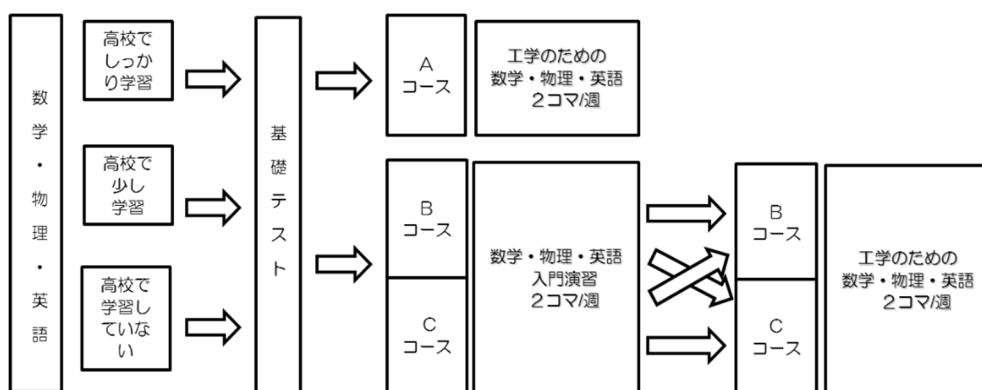 数学・物理・英語
高校で
しっか
り学習
高校で
少し
学習
高校で
学習し
ていな
い
基礎テスト
A
コース
工学のための
数学・物理・英語
2コマ/週
B
コース
C
コース
数学・物理・英語
入門演習
2コマ/週
B
コース
C
コース
工学のための
数学・物理・英語
2コマ/週